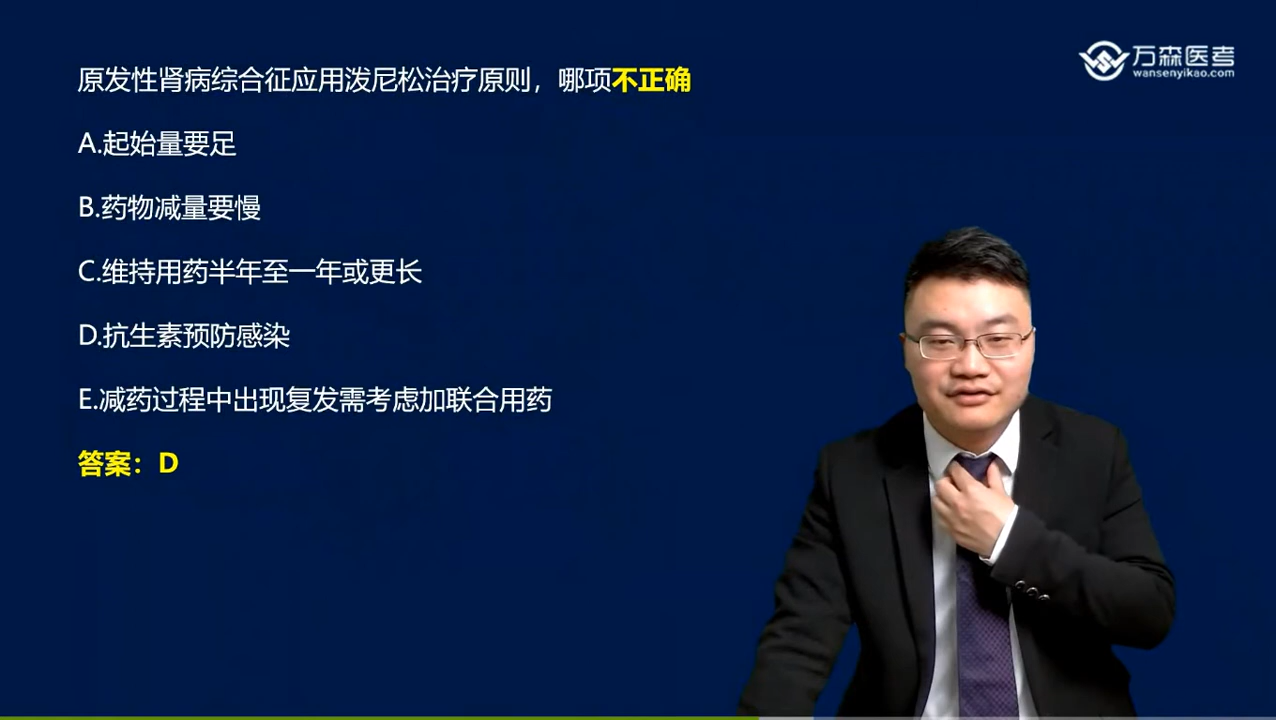 万森医考
wansenyikao.com
原发性肾病综合征应用泼尼松治疗原则，哪项不正确
A.起始量要足
B.药物减量要慢
C.维持用药半年至一年或更长
D.抗生素预防感染
E.减药过程中出现复发需考虑加联合用药
答案：D